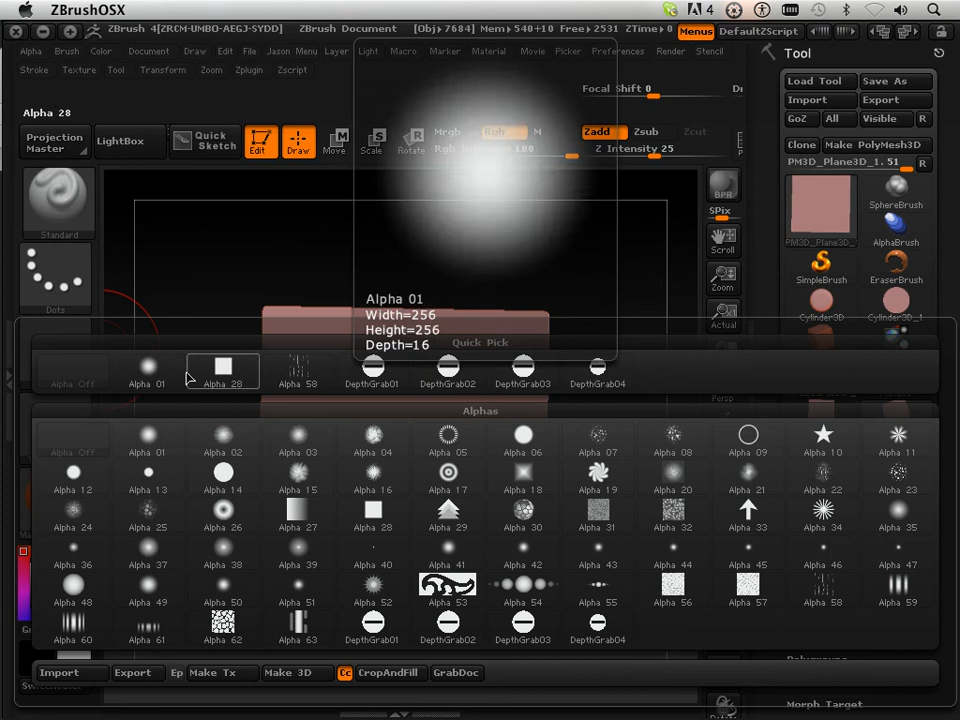 ZBrushOSX
4
ZBrush 4[ZRCM-UMBO-AEGJ-SYDD] ZBrush Document [Obj▸7684] Mem▸540+10 Free▸2531 ZTime▸0 Menus DefaultZScript
Alpha Brush Color Document Draw Edit File Jason Menu Layer Light Macro Marker Material Movie Picker Preferences Render Stencil
Stroke Texture Tool Transform Zoom Zplugin Zscript
Tool
Load Tool Save As
Import Export
GoZ All Visible R
Clone Make PolyMesh3D
PM3D_Plane3D_1. 51 R
Focal Shift 0
Alpha 28
Projection Master
LightBox
Quick Sketch
Edit Draw Move Scale Rotate
Mrgb Rgb M
Rgb Intensity 100
Zadd Zsub Zcut
Z Intensity 25
Standard
Dots
BPR
SPix
Scroll
Zoom
Actual
Persp
PM3D_Plane3D_
SphereBrush
AlphaBrush
SimpleBrush EraserBrush
Cylinder3D Cylinder3D_1
Alpha 01
Width=256
Height=256
Depth=16
Quick Pick
Alpha Off Alpha 01 Alpha 28 Alpha 58 DepthGrab01 DepthGrab02 DepthGrab03 DepthGrab04
Alphas
Alpha Off Alpha 01 Alpha 02 Alpha 03 Alpha 04 Alpha 05 Alpha 06 Alpha 07 Alpha 08 Alpha 09 Alpha 10 Alpha 11
Alpha 12 Alpha 13 Alpha 14 Alpha 15 Alpha 16 Alpha 17 Alpha 18 Alpha 19 Alpha 20 Alpha 21 Alpha 22 Alpha 23
Alpha 24 Alpha 25 Alpha 26 Alpha 27 Alpha 28 Alpha 29 Alpha 30 Alpha 31 Alpha 32 Alpha 33 Alpha 34 Alpha 35
Alpha 36 Alpha 37 Alpha 38 Alpha 39 Alpha 40 Alpha 41 Alpha 42 Alpha 43 Alpha 44 Alpha 45 Alpha 46 Alpha 47
Alpha 48 Alpha 49 Alpha 50 Alpha 51 Alpha 52 Alpha 53 Alpha 54 Alpha 55 Alpha 56 Alpha 57 Alpha 58 Alpha 59
Alpha 60 Alpha 61 Alpha 62 Alpha 63 DepthGrab01 DepthGrab02 DepthGrab03 DepthGrab04
Import Export Ep Make Tx Make 3D Cc CropAndFill GrabDoc
Morph Target